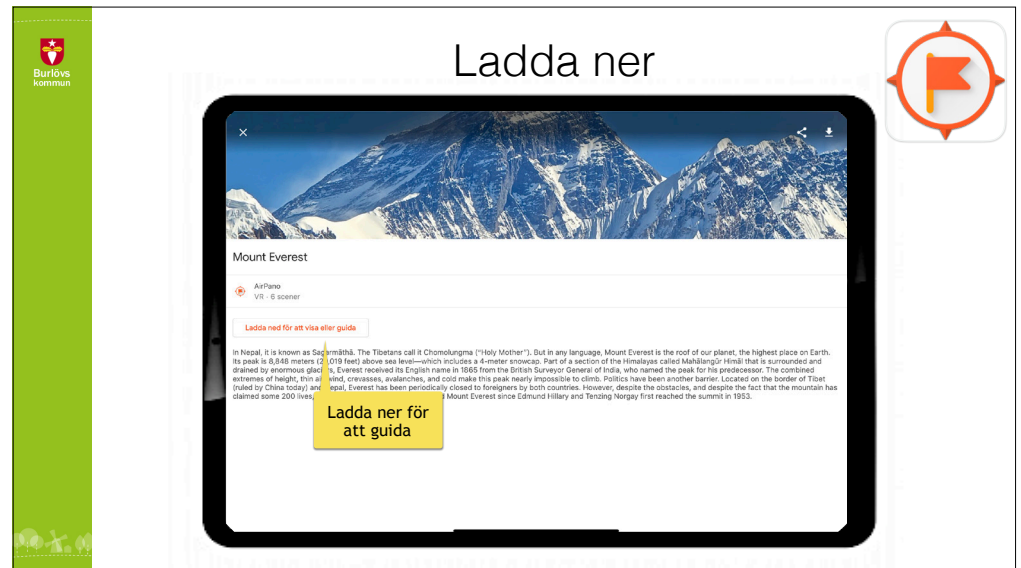 Burlövs
kommun
Ladda ner
Mount Everest
AirPano
VR - 6 scener
Ladda ned för att visa eller guida
In Nepal, it is known as Sagarmāthā. The Tibetans call it Chomolungma ("Holy Mother"). But in any language, Mount Everest is the roof of our planet, the highest place on Earth.
Its peak is 8,848 meters (29,019 feet) above sea level—which includes a 4-meter snowcap. Part of a section of the Himalayas called Mahālangūr Himāl that is surrounded and
drained by enormous glaciers, Everest received its English name in 1865 from the British Surveyor General of India, who named the peak for his predecessor. The combined
extremes of height, thin air, wind, crevasses, avalanches, and cold make this peak nearly impossible to climb. Politics have been another barrier. Located on the border of Tibet
(ruled by China today) and Nepal, Everest has been periodically closed to foreigners by both countries. However, despite the obstacles, and despite the fact that the mountain has
claimed some 200 lives, Mount Everest since Edmund Hillary and Tenzing Norgay first reached the summit in 1953.
Ladda ner för
att guida